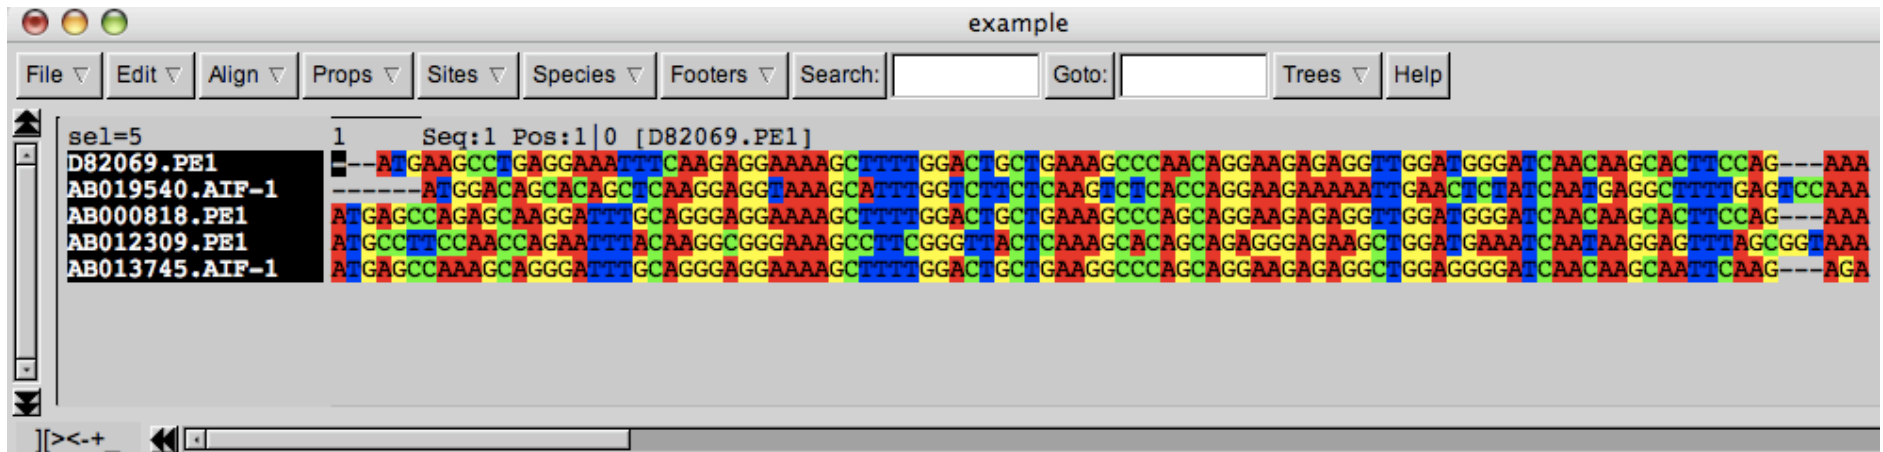 example
File Edit Align Props Sites Species Footers Search: Goto: Trees Help
sel=5 1 Seq:1 Pos:1|0 [D82069.PE1]
D82069.PE1 ---ATGAAGCCTGAGGAAATTTCAAGAGGAAAAGCTTTTGGACTGCTGAAAGCCCAACAGGAAGAGAGGTTGGATGGGATCAACAAGCACTTCCAG---AAA
AB019540.AIF-1 ------ATGGACAGCACAGCTCAAGGAGGTAAAGCATTTGGTCTTCTCAAGTCTCACCAGGAAGAAAAATTGAACTCTATCAATGAGGCTTTTGAGTCCAAA
AB000818.PE1 ATGAGCCAGAGCAAGGATTTGCAGGGAGGAAAAGCTTTTGGACTGCTGAAAGCCCAGCAGGAAGAGAGGTTGGATGGGATCAACAAGCACTTCCAG---AAA
AB012309.PE1 ATGCCTTCCAACCAGAATTTACAAGGCGGGAAAGCCTTCGGGTTACTCAAAGCACAGCAGAGGGAGAAGCTGGATGAAATCAATAAGGAGTTTAGCGGTAAA
AB013745.AIF-1 ATGAGCCAAAGCAGGGATTTGCAGGGAGGAAAAGCTTTTGGACTGCTGAAGGCCCAGCAGGAAGAGAGGCTGGAGGGGATCAACAAGCAATTCAAG---AGA
][><-+_